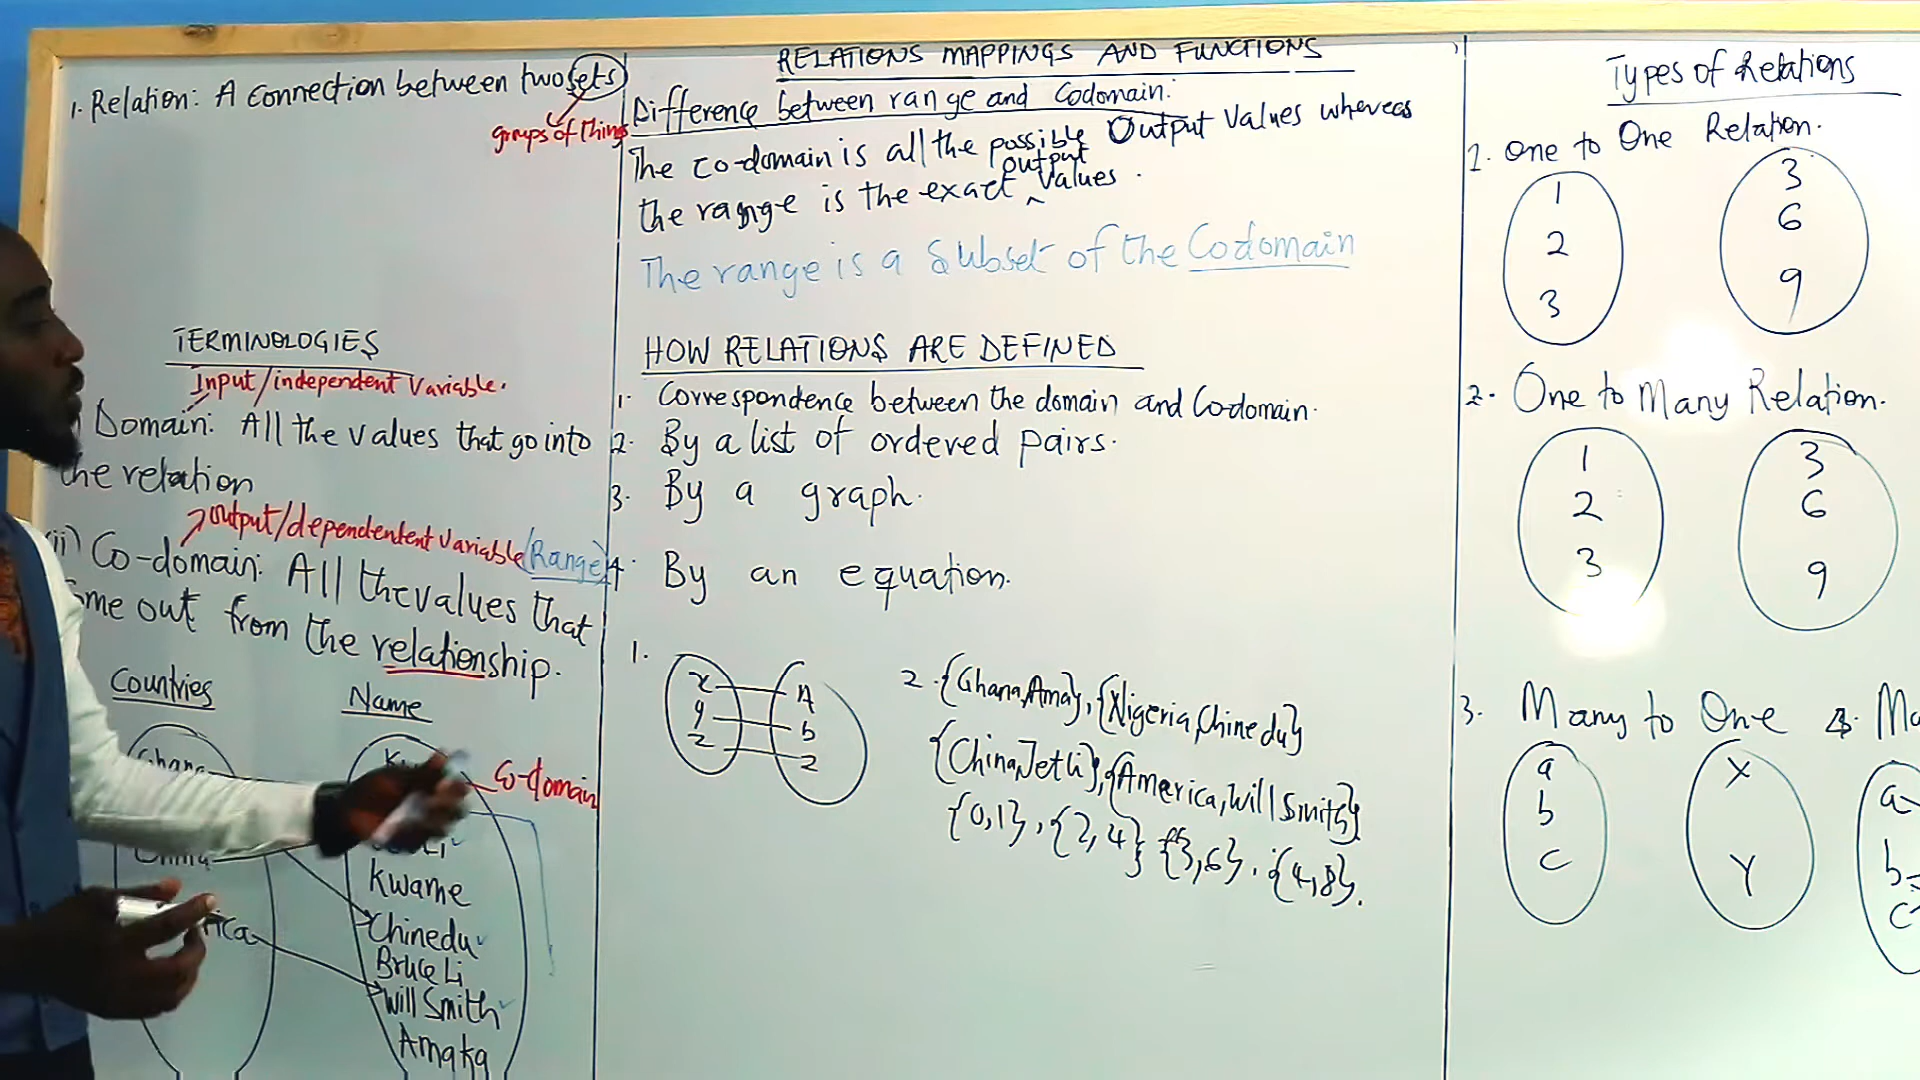 RELATIONS MAPPINGS AND FUNCTIONS
1. Relation: A connection between two sets
groups of things
TERMINOLOGIES
Input/independent Variable.
Domain: All the values that go into
the relation
output/dependentent variable (Range)
(ii) Co-domain: All the values that
me out from the relationship.
Countries
Name
Ghana
China
ica
Co-domain
Li
Kwame
Chinedu
Bruce Li
Will Smith
Amaka
Difference between range and Codomain:
The co-domain is all the possible Output Values whereas
output
the range is the exact ^ values.
The range is a Subset of the Codomain
HOW RELATIONS ARE DEFINED
1. Correspondence between the domain and Codomain.
2. By a list of ordered pairs.
3. By a graph.
4. By an equation.
1.
x A
y b
z z
2. {Ghana, Ama}, {Nigeria, Chinedu}
{China, Jet Li}, {America, Will Smith}
{0,1}, {2,4} {3,6}, {4,8}.
Types of Relations
1. One to One Relation.
1 3
2 6
3 9
2. One to Many Relation.
1 3
2 6
3 9
3. Many to One
a X
b
c Y
4. Ma
a
b
c